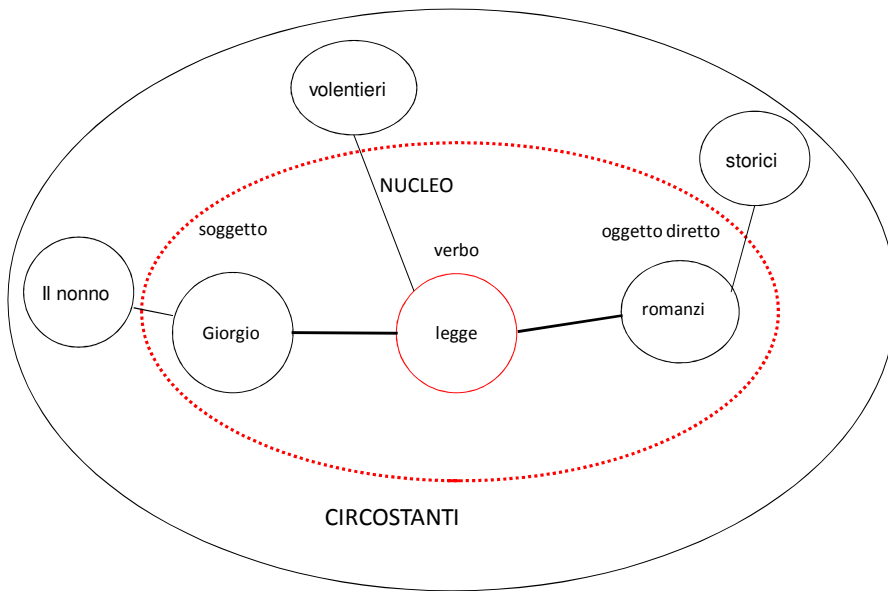 volentieri
storici
NUCLEO
soggetto
oggetto diretto
verbo
Il nonno
Giorgio
legge
romanzi
CIRCOSTANTI